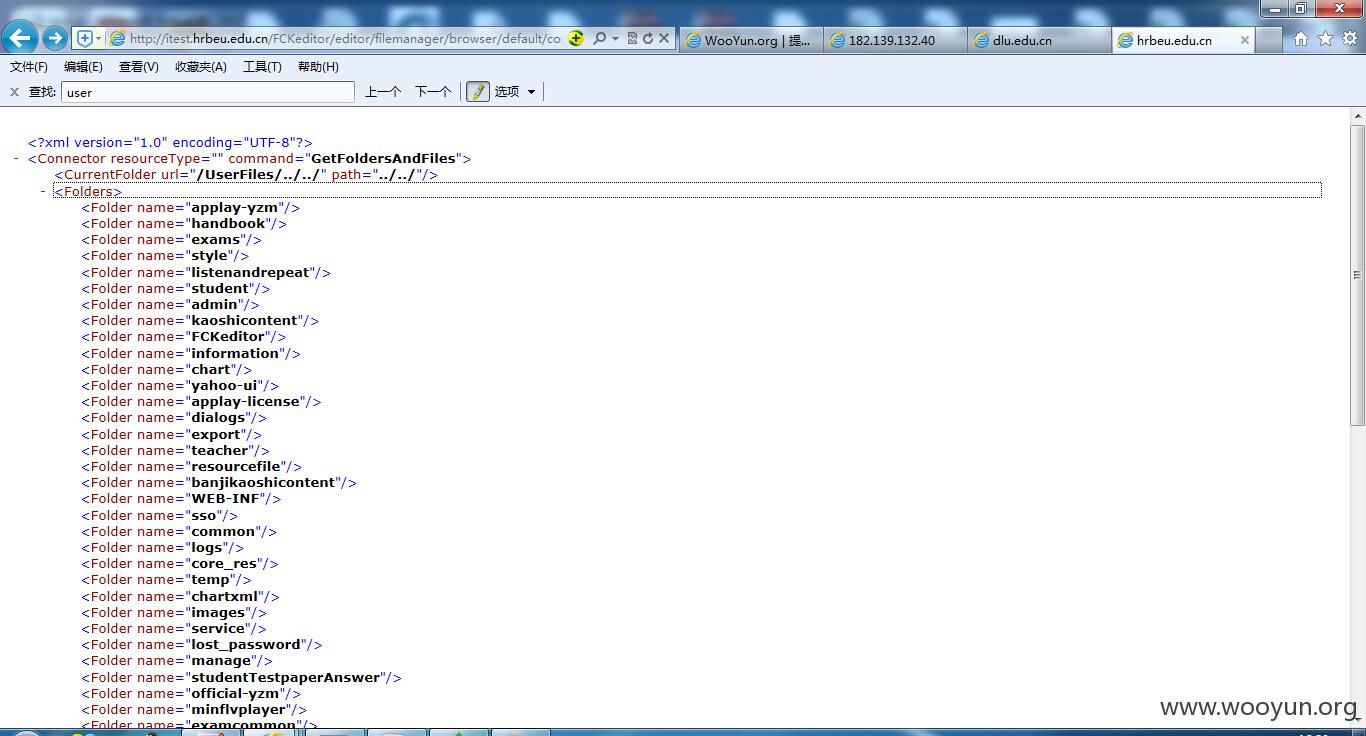 http://itest.hrbeu.edu.cn/FCKeditor/editor/filemanager/browser/default/co
WooYun.org | 提...
182.139.132.40
dlu.edu.cn
hrbeu.edu.cn
文件(F) 编辑(E) 查看(V) 收藏夹(A) 工具(T) 帮助(H)
x 查找: user 上一个 下一个 选项
<?xml version="1.0" encoding="UTF-8"?>
- <Connector resourceType="" command="GetFoldersAndFiles">
<CurrentFolder url="/UserFiles/../../" path="../../"/>
- <Folders>
<Folder name="applay-yzm"/>
<Folder name="handbook"/>
<Folder name="exams"/>
<Folder name="style"/>
<Folder name="listenandrepeat"/>
<Folder name="student"/>
<Folder name="admin"/>
<Folder name="kaoshicontent"/>
<Folder name="FCKeditor"/>
<Folder name="information"/>
<Folder name="chart"/>
<Folder name="yahoo-ui"/>
<Folder name="applay-license"/>
<Folder name="dialogs"/>
<Folder name="export"/>
<Folder name="teacher"/>
<Folder name="resourcefile"/>
<Folder name="banjikaoshicontent"/>
<Folder name="WEB-INF"/>
<Folder name="sso"/>
<Folder name="common"/>
<Folder name="logs"/>
<Folder name="core_res"/>
<Folder name="temp"/>
<Folder name="chartxml"/>
<Folder name="images"/>
<Folder name="service"/>
<Folder name="lost_password"/>
<Folder name="manage"/>
<Folder name="studentTestpaperAnswer"/>
<Folder name="official-yzm"/>
<Folder name="minflvplayer"/>
<Folder name="examcommon"/>
www.wooyun.org